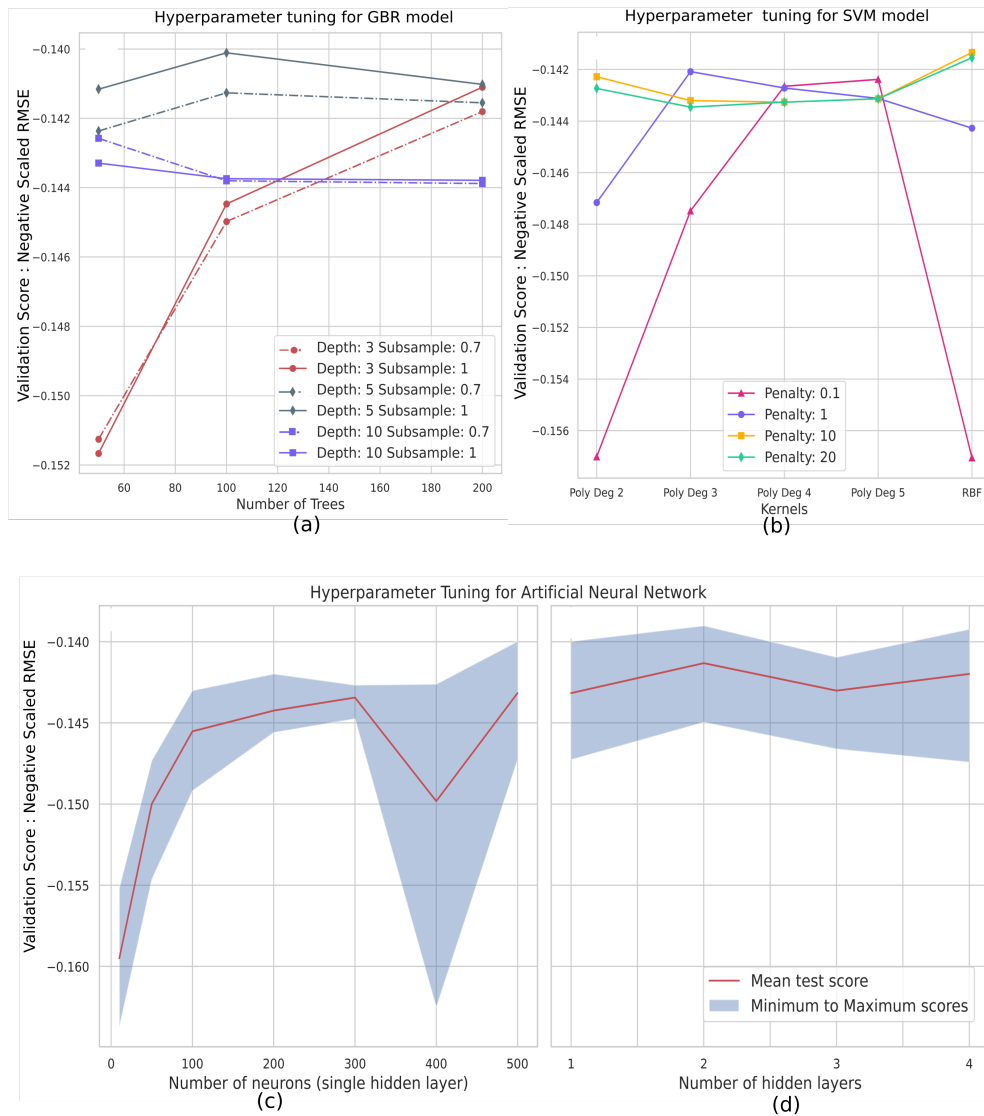 Hyperparameter tuning for GBR model
Validation Score : Negative Scaled RMSE
−0.140
−0.142
−0.144
−0.146
−0.148
−0.150
−0.152
Depth: 3 Subsample: 0.7
Depth: 3 Subsample: 1
Depth: 5 Subsample: 0.7
Depth: 5 Subsample: 1
Depth: 10 Subsample: 0.7
Depth: 10 Subsample: 1
60 80 100 120 140 160 180 200
Number of Trees
(a)
Hyperparameter tuning for SVM model
Validation Score : Negative Scaled RMSE
−0.142
−0.144
−0.146
−0.148
−0.150
−0.152
−0.154
−0.156
Penalty: 0.1
Penalty: 1
Penalty: 10
Penalty: 20
Poly Deg 2 Poly Deg 3 Poly Deg 4 Poly Deg 5 RBF
Kernels
(b)
Hyperparameter Tuning for Artificial Neural Network
Validation Score : Negative Scaled RMSE
−0.140
−0.145
−0.150
−0.155
−0.160
0 100 200 300 400 500
Number of neurons (single hidden layer)
(c)
Mean test score
Minimum to Maximum scores
1 2 3 4
Number of hidden layers
(d)